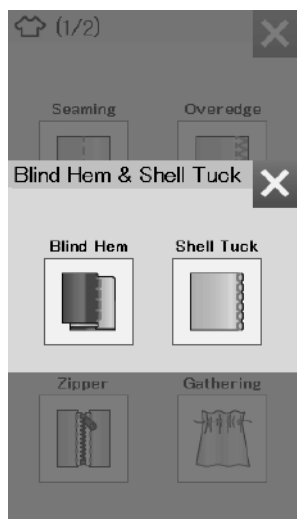 (1/2)
Seaming Overedge
Blind Hem & Shell Tuck
Blind Hem Shell Tuck
Zipper Gathering